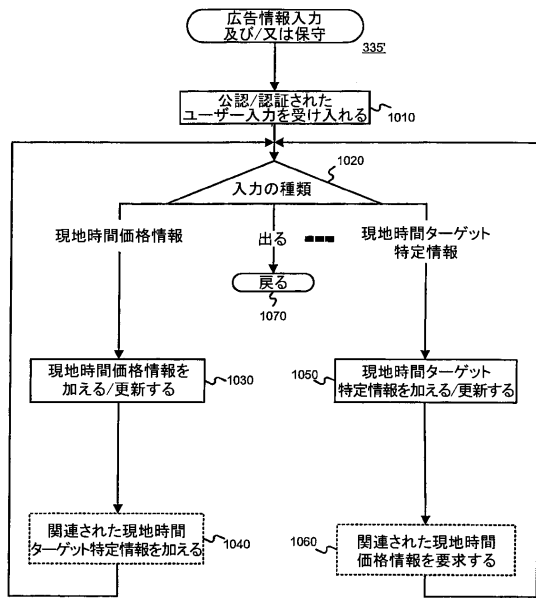 広告情報入力
及び/又は保守
335'
公認/認証された
ユーザー入力を受け入れる
1010
1020
入力の種類
現地時間価格情報
出る
現地時間ターゲット
特定情報
戻る
1070
現地時間価格情報を
加える/更新する
1030
1050
現地時間ターゲット
特定情報を加える/更新する
関連された現地時間
ターゲット特定情報を加える
1040
1060
関連された現地時間
価格情報を要求する